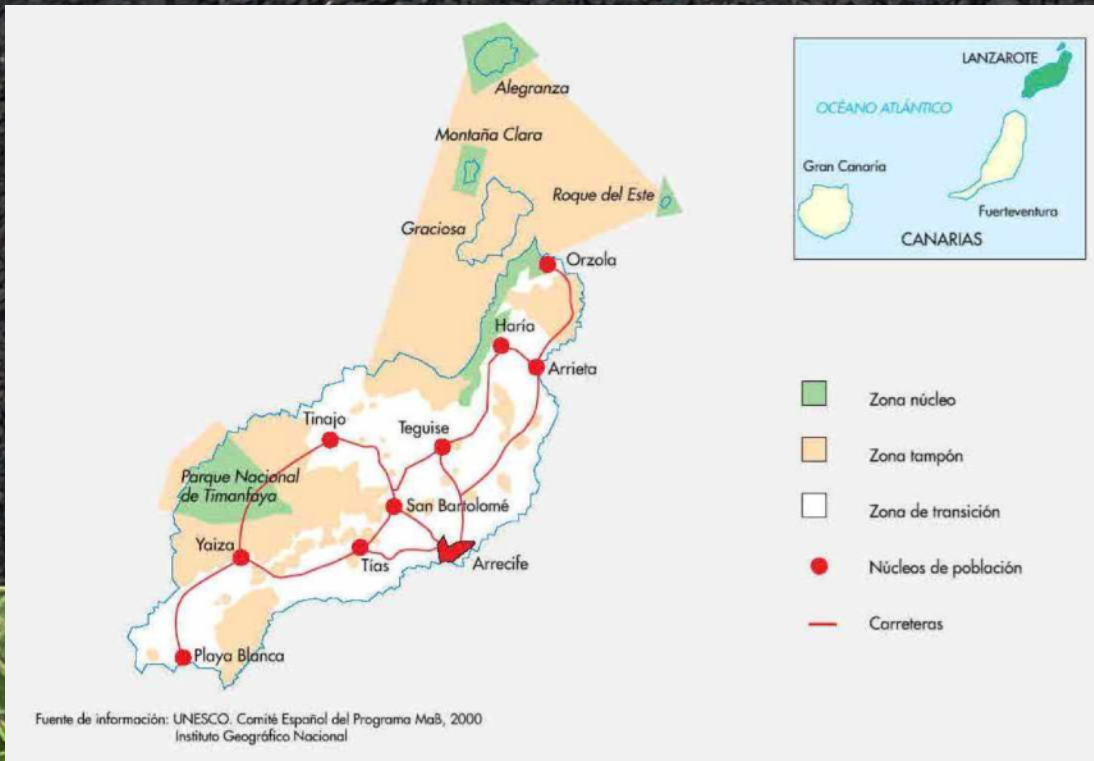 Alegranza
Montaña Clara
Roque del Este
Graciosa
Orzola
Haría
Arrieta
Tinajo
Teguise
Parque Nacional
de Timanfaya
San Bartolomé
Yaiza
Tías
Arrecife
Playa Blanca
LANZAROTE
OCÉANO ATLÁNTICO
Gran Canaria
Fuerteventura
CANARIAS
Zona núcleo
Zona tampón
Zona de transición
Núcleos de población
Carreteras
Fuente de información: UNESCO. Comité Español del Programa MaB, 2000
Instituto Geográfico Nacional